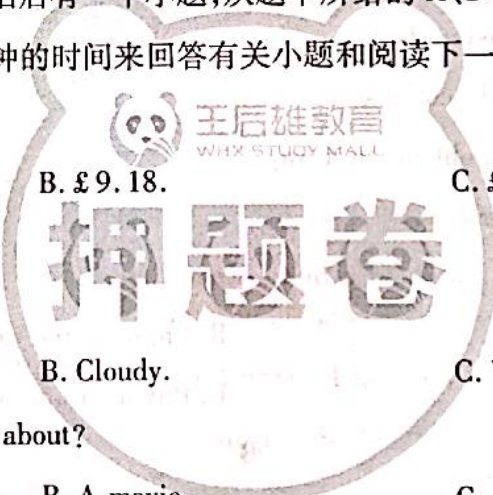 钟的时间来回答有关小题和阅读下一
王后雄教育
WHX STUDY MALL
B. £9.18.
C.
押题卷
B. Cloudy.
C.
about?
B. A movie
C